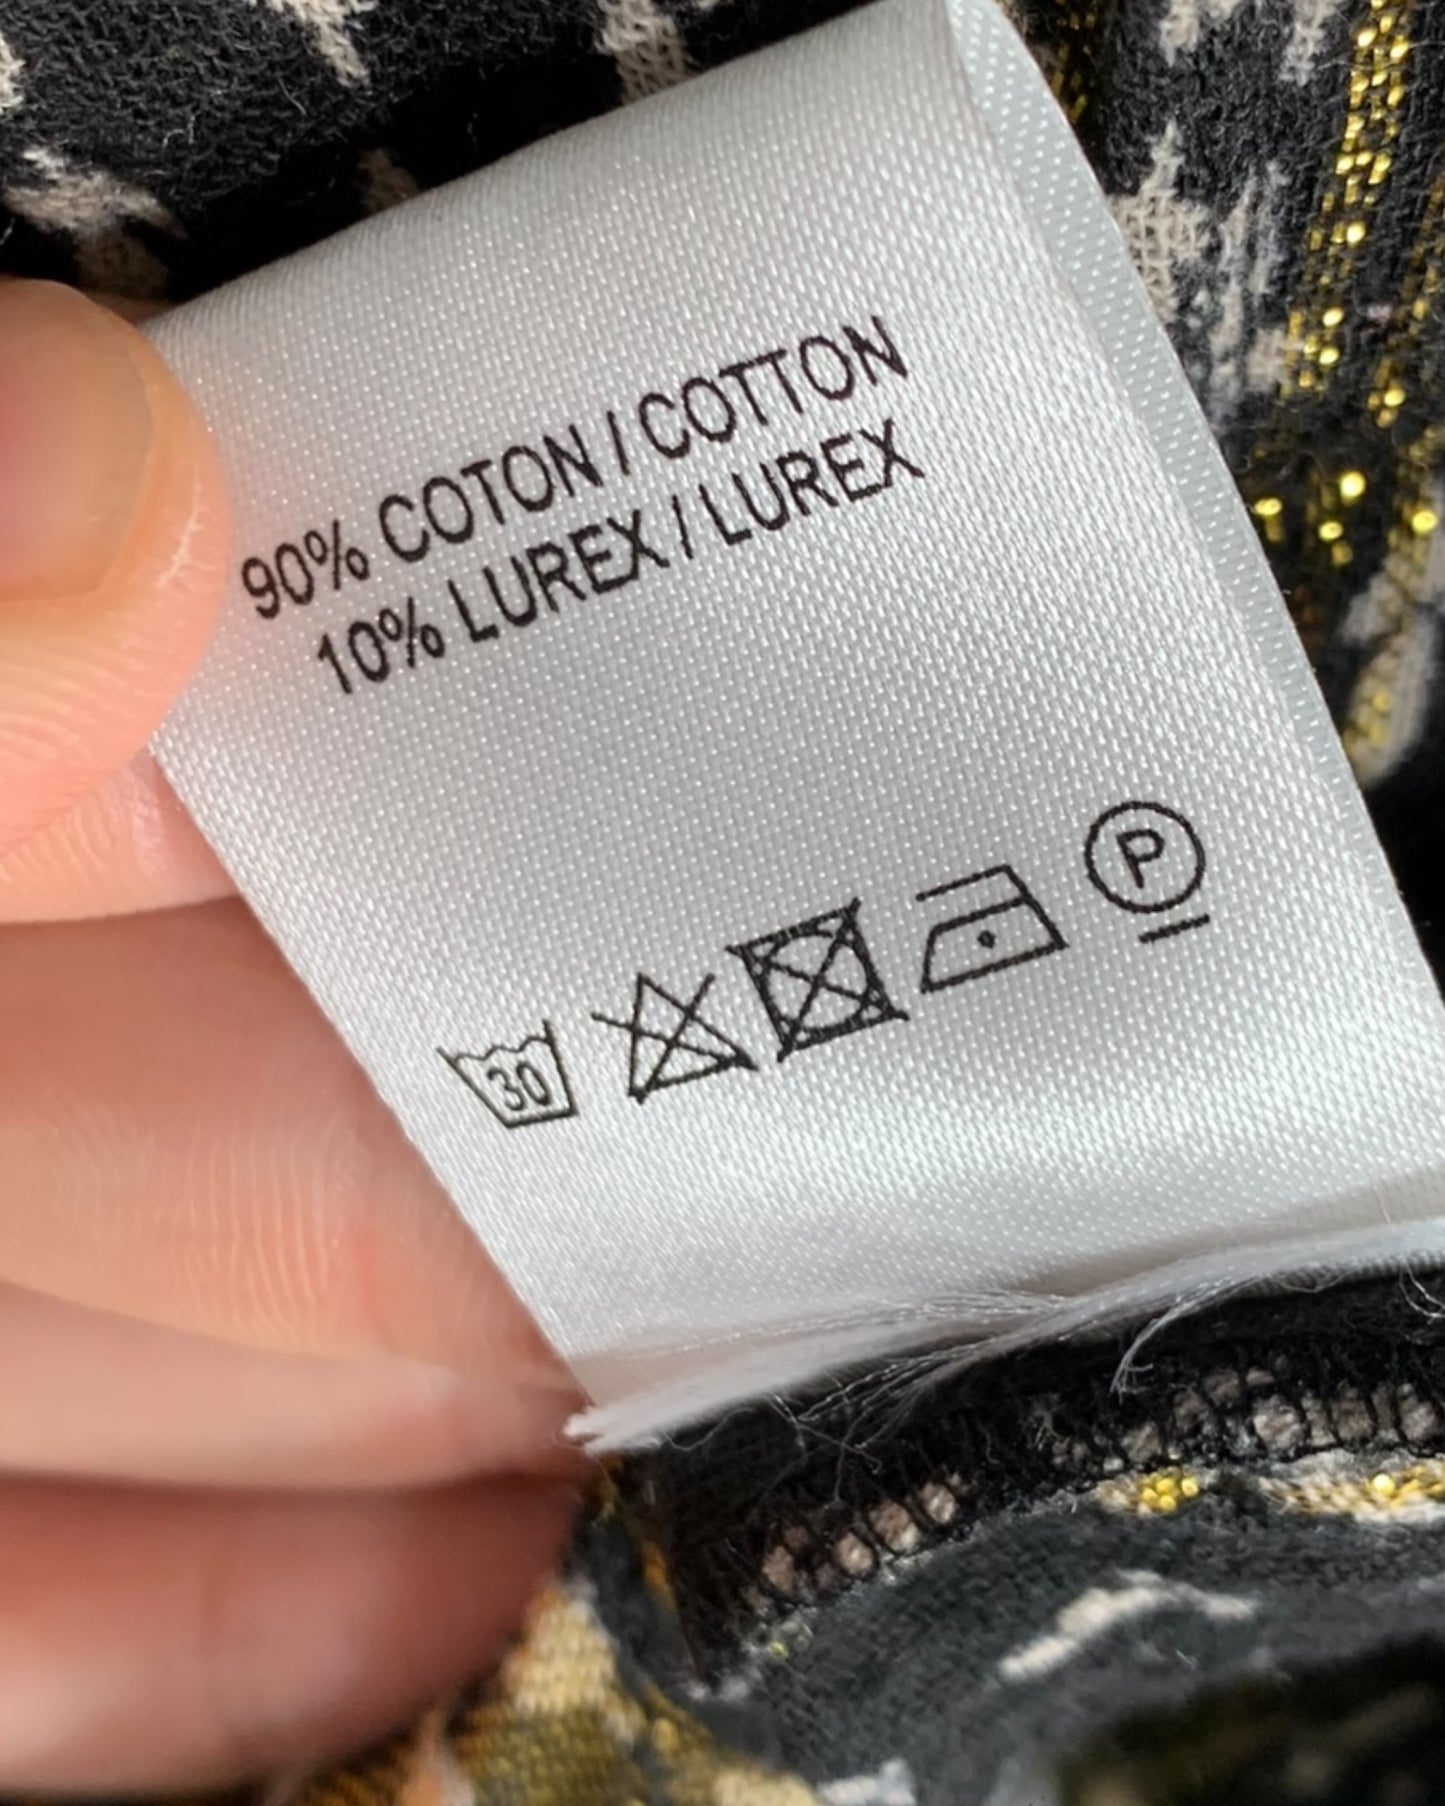 90% COTON / COTTON
10% LUREX / LUREX
30 P